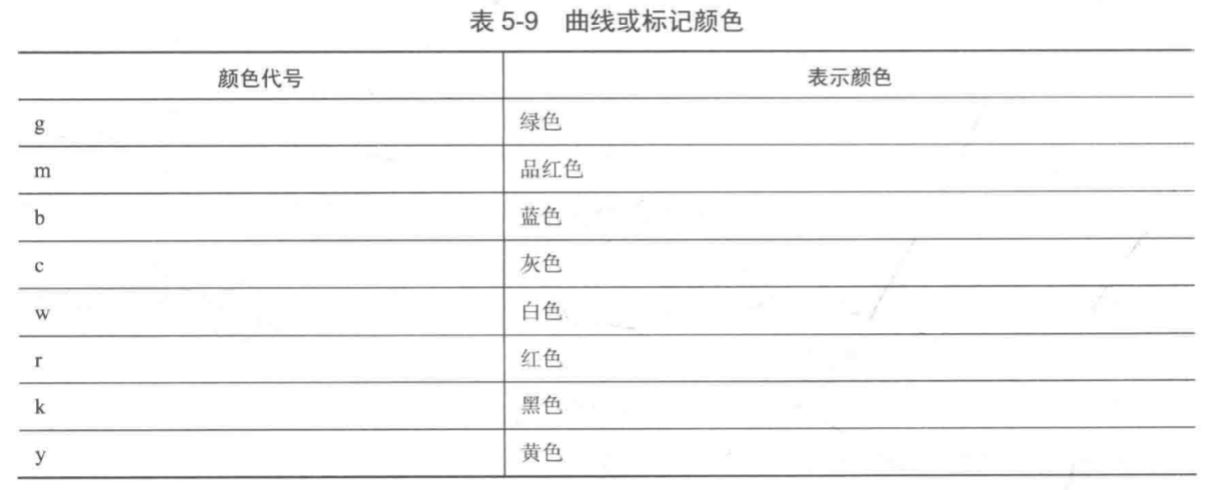 表 5-9 曲线或标记颜色
颜色代号 表示颜色
g 绿色
m 品红色
b 蓝色
c 灰色
w 白色
r 红色
k 黑色
y 黄色